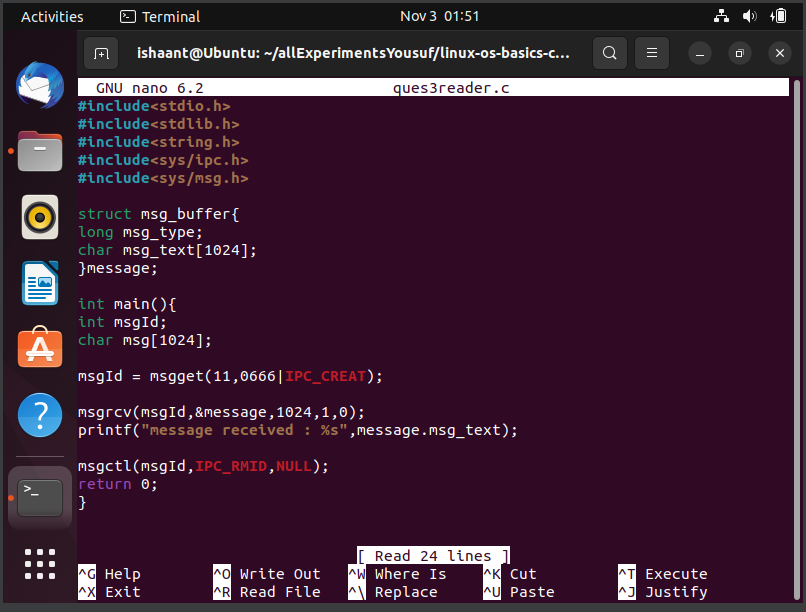 Activities Terminal Nov 3 01:51
ishaant@Ubuntu: ~/allExperimentsYousuf/linux-os-basics-c...
GNU nano 6.2 ques3reader.c
#include<stdio.h>
#include<stdlib.h>
#include<string.h>
#include<sys/ipc.h>
#include<sys/msg.h>
struct msg_buffer{
long msg_type;
char msg_text[1024];
}message;
int main(){
int msgId;
char msg[1024];
msgId = msgget(11,0666|IPC_CREAT);
msgrcv(msgId,&message,1024,1,0);
printf("message received : %s",message.msg_text);
msgctl(msgId,IPC_RMID,NULL);
return 0;
}
[ Read 24 lines ]
^G Help ^O Write Out ^W Where Is ^K Cut ^T Execute
^X Exit ^R Read File ^\ Replace ^U Paste ^J Justify